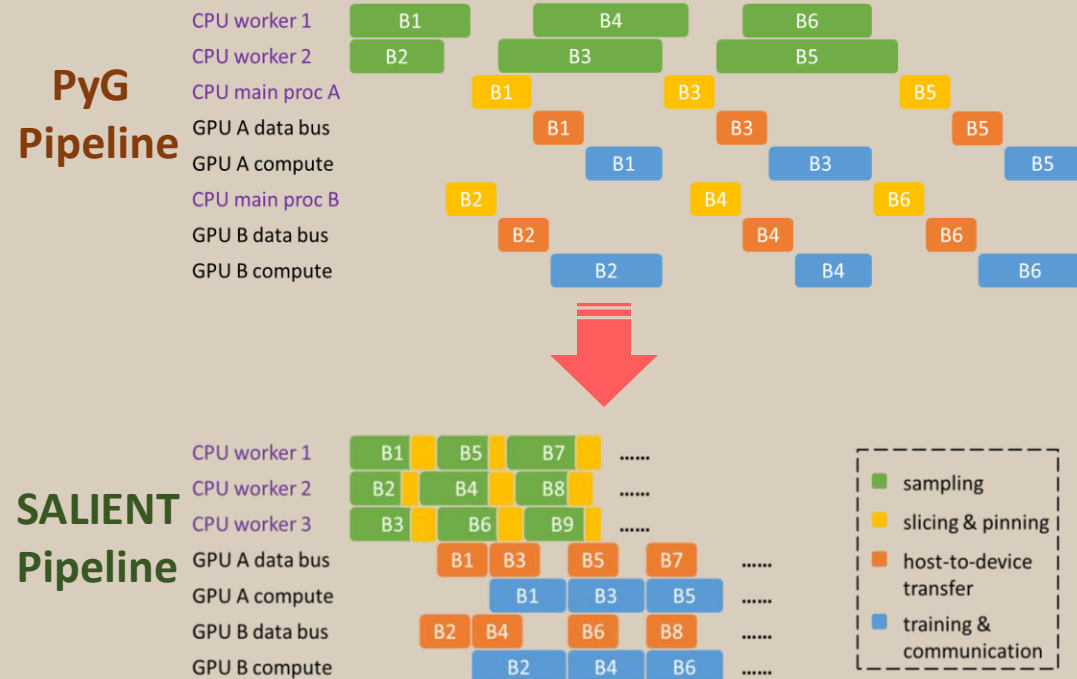 PyG
Pipeline
CPU worker 1 B1 B4 B6
CPU worker 2 B2 B3 B5
CPU main proc A B1 B3 B5
GPU A data bus B1 B3 B5
GPU A compute B1 B3 B5
CPU main proc B B2 B4 B6
GPU B data bus B2 B4 B6
GPU B compute B2 B4 B6
SALIENT
Pipeline
CPU worker 1 B1 B5 B7 ......
CPU worker 2 B2 B4 B8 ......
CPU worker 3 B3 B6 B9 ......
GPU A data bus B1 B3 B5 B7 ......
GPU A compute B1 B3 B5 ......
GPU B data bus B2 B4 B6 B8 ......
GPU B compute B2 B4 B6 ......
sampling
slicing & pinning
host-to-device
transfer
training &
communication